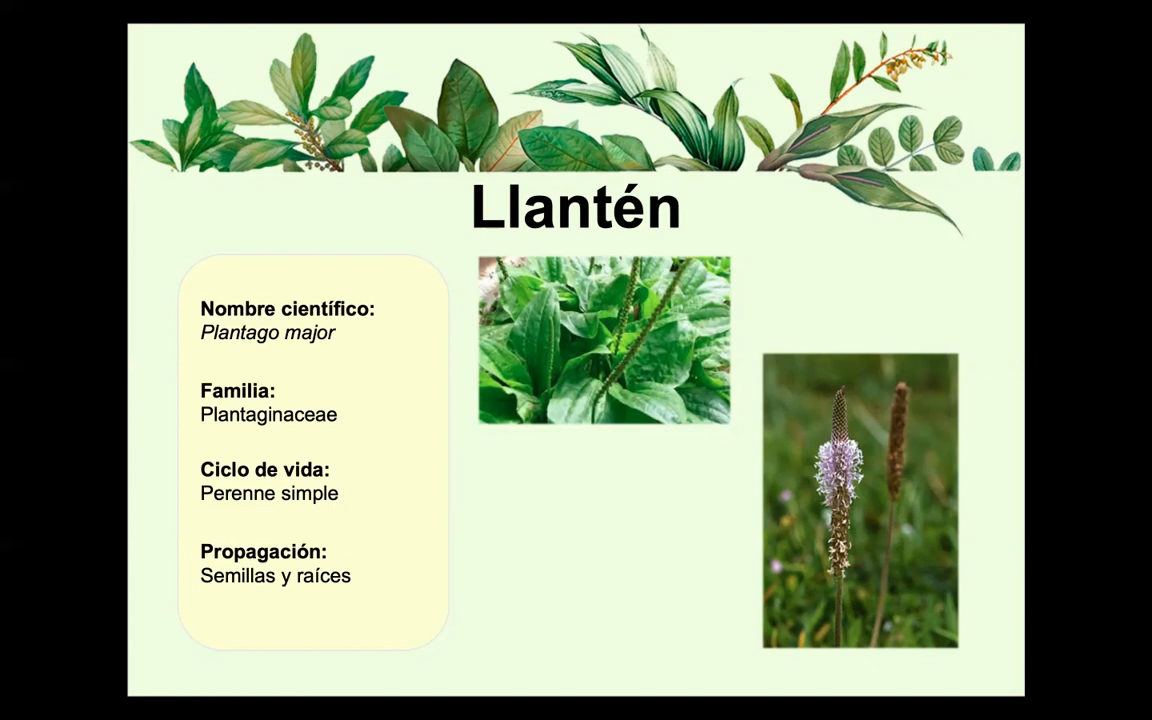 Llantén
Nombre científico:
Plantago major
Familia:
Plantaginaceae
Ciclo de vida:
Perenne simple
Propagación:
Semillas y raíces